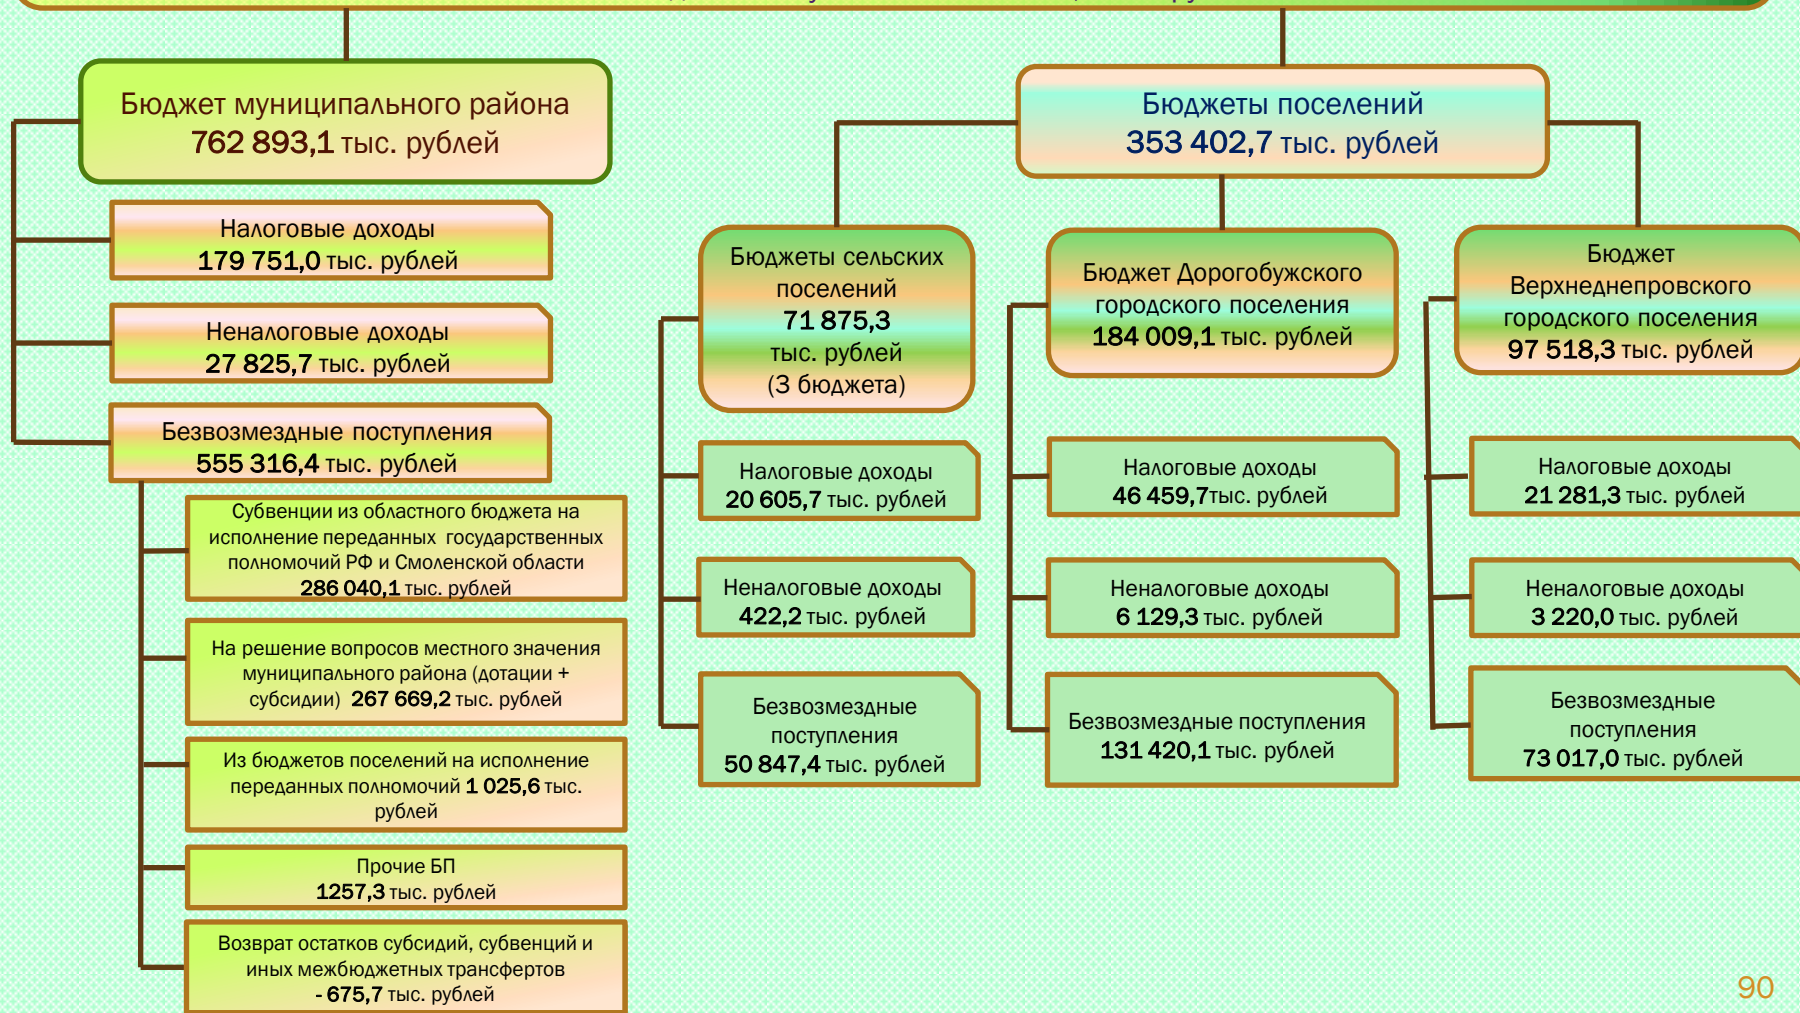 Бюджет муниципального района
762 893,1 тыс. рублей
Налоговые доходы
179 751,0 тыс. рублей
Неналоговые доходы
27 825,7 тыс. рублей
Безвозмездные поступления
555 316,4 тыс. рублей
Субвенции из областного бюджета на
исполнение переданных государственных
полномочий РФ и Смоленской области
286 040,1 тыс. рублей
На решение вопросов местного значения
муниципального района (дотации +
субсидии) 267 669,2 тыс. рублей
Из бюджетов поселений на исполнение
переданных полномочий 1 025,6 тыс.
рублей
Прочие БП
1257,3 тыс. рублей
Возврат остатков субсидий, субвенций и
иных межбюджетных трансфертов
- 675,7 тыс. рублей
Бюджеты поселений
353 402,7 тыс. рублей
Бюджеты сельских
поселений
71 875,3
тыс. рублей
(3 бюджета)
Налоговые доходы
20 605,7 тыс. рублей
Неналоговые доходы
422,2 тыс. рублей
Безвозмездные
поступления
50 847,4 тыс. рублей
Бюджет Дорогобужского
городского поселения
184 009,1 тыс. рублей
Налоговые доходы
46 459,7тыс. рублей
Неналоговые доходы
6 129,3 тыс. рублей
Безвозмездные поступления
131 420,1 тыс. рублей
Бюджет
Верхнеднепровского
городского поселения
97 518,3 тыс. рублей
Налоговые доходы
21 281,3 тыс. рублей
Неналоговые доходы
3 220,0 тыс. рублей
Безвозмездные
поступления
73 017,0 тыс. рублей
90